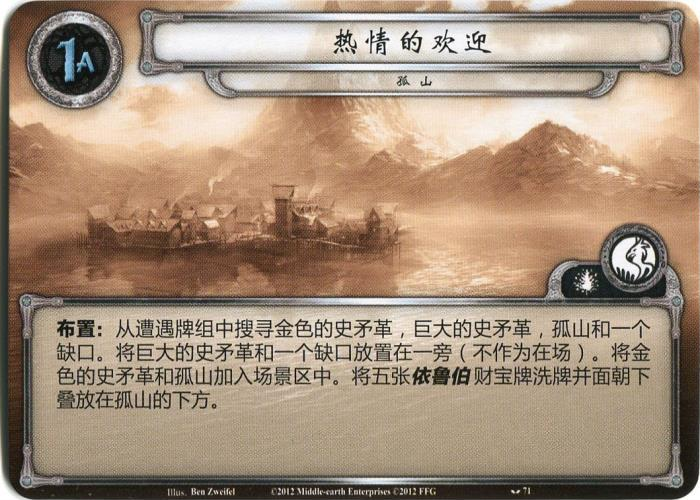 1A
热情的欢迎
孤山
布置：从遭遇牌组中搜寻金色的史矛革，巨大的史矛革，孤山和一个
缺口。将巨大的史矛革和一个缺口放置在一旁（不作为在场）。将金
色的史矛革和孤山加入场景区中。将五张依鲁伯财宝牌洗牌并面朝下
叠放在孤山的下方。
Illus. Ben Zweifel ©2012 Middle-earth Enterprises ©2012 FFG 71